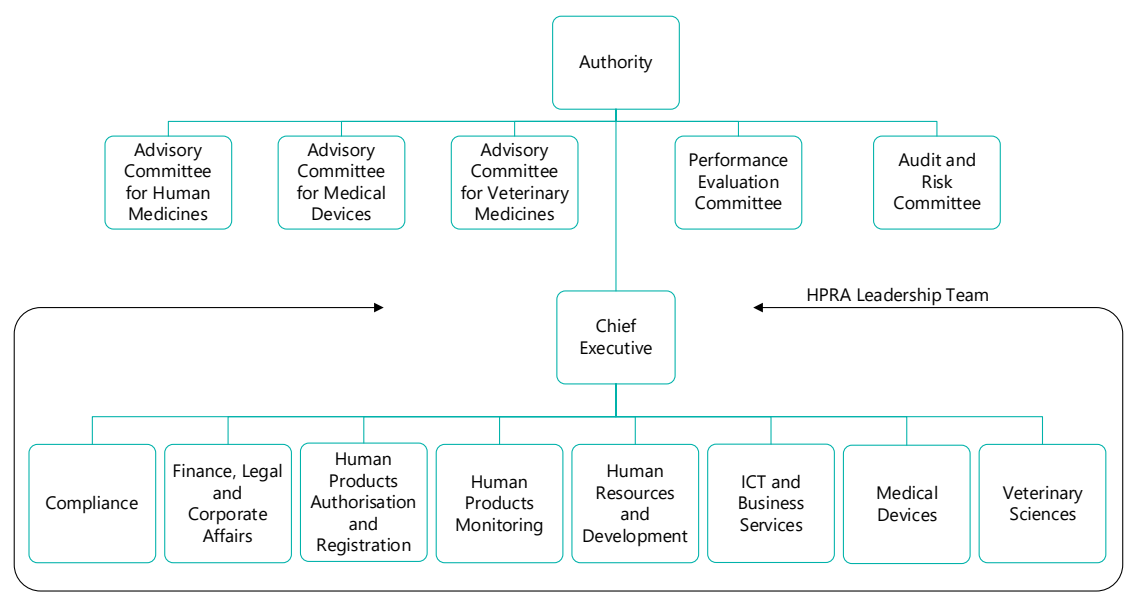 Authority
Advisory
Committee
for Human
Medicines
Advisory
Committee
for Medical
Devices
Advisory
Committee
for Veterinary
Medicines
Performance
Evaluation
Committee
Audit and
Risk
Committee
HPRA Leadership Team
Chief
Executive
Compliance
Finance, Legal
and
Corporate
Affairs
Human
Products
Authorisation
and
Registration
Human
Products
Monitoring
Human
Resources
and
Development
ICT and
Business
Services
Medical
Devices
Veterinary
Sciences